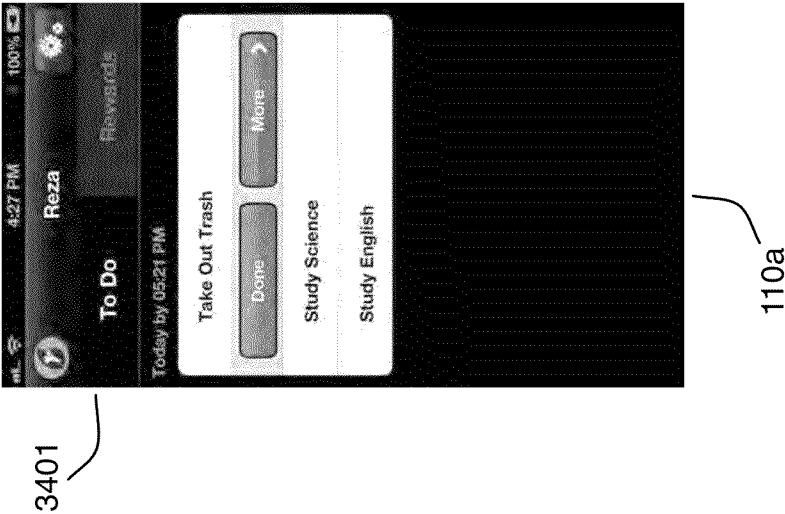 4:27 PM 100%
Reza
To Do Rewards
Today by 05:21 PM
Take Out Trash
Done More
Study Science
Study English
3401
110a